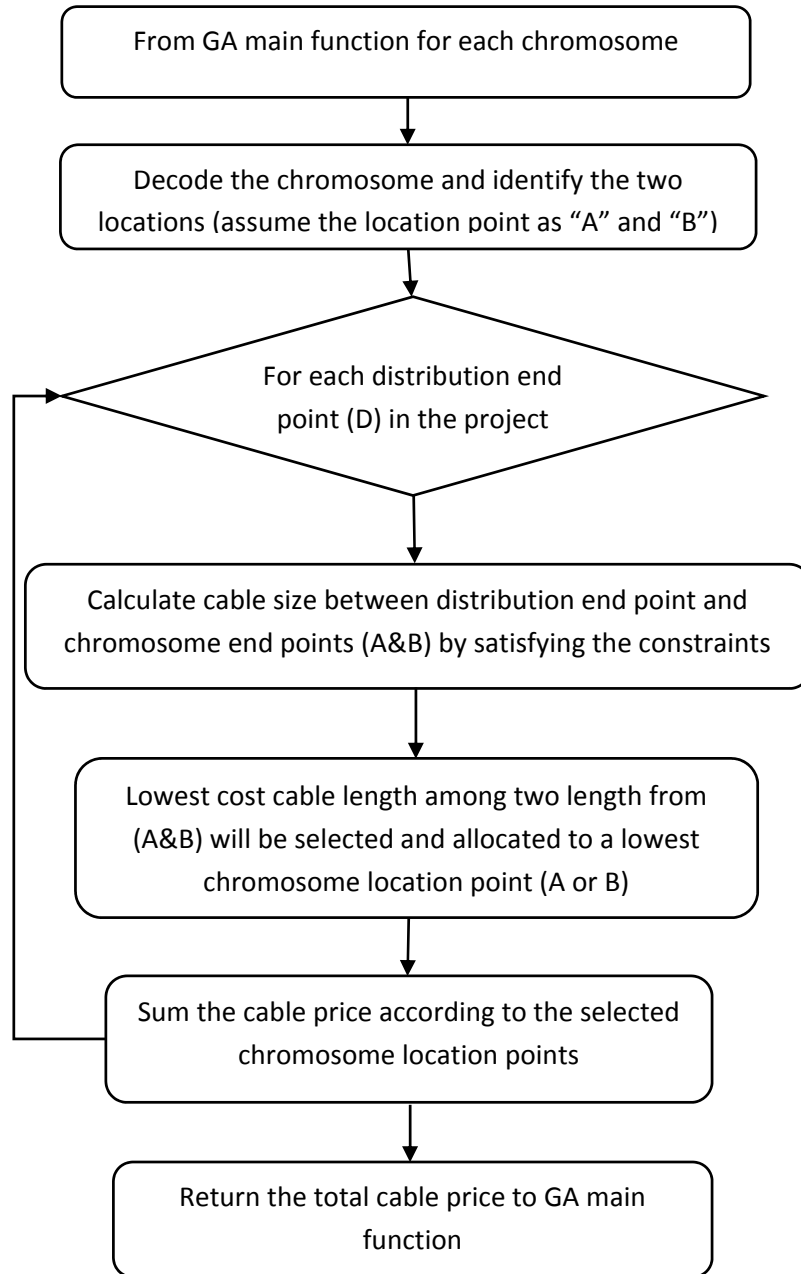 From GA main function for each chromosome
Decode the chromosome and identify the two
locations (assume the location point as “A” and “B”)
For each distribution end
point (D) in the project
Calculate cable size between distribution end point and
chromosome end points (A&B) by satisfying the constraints
Lowest cost cable length among two length from
(A&B) will be selected and allocated to a lowest
chromosome location point (A or B)
Sum the cable price according to the selected
chromosome location points
Return the total cable price to GA main
function